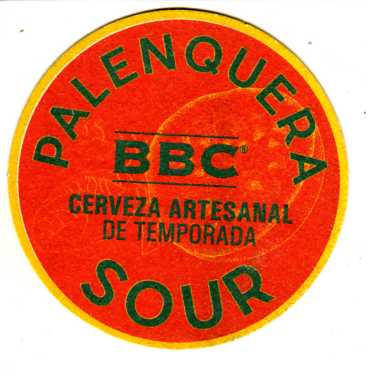 PALENQUERA
BBC®
CERVEZA ARTESANAL
DE TEMPORADA
SOUR